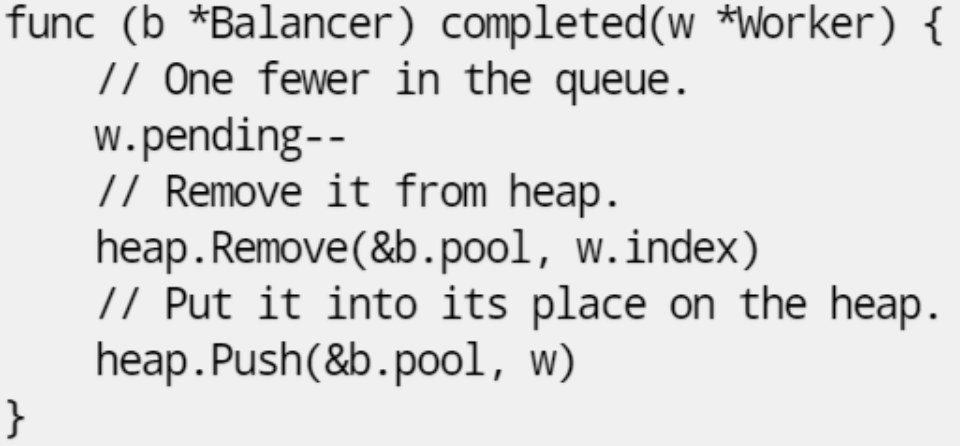 func (b *Balancer) completed(w *Worker) {
    // One fewer in the queue.
    w.pending--
    // Remove it from heap.
    heap.Remove(&b.pool, w.index)
    // Put it into its place on the heap.
    heap.Push(&b.pool, w)
}